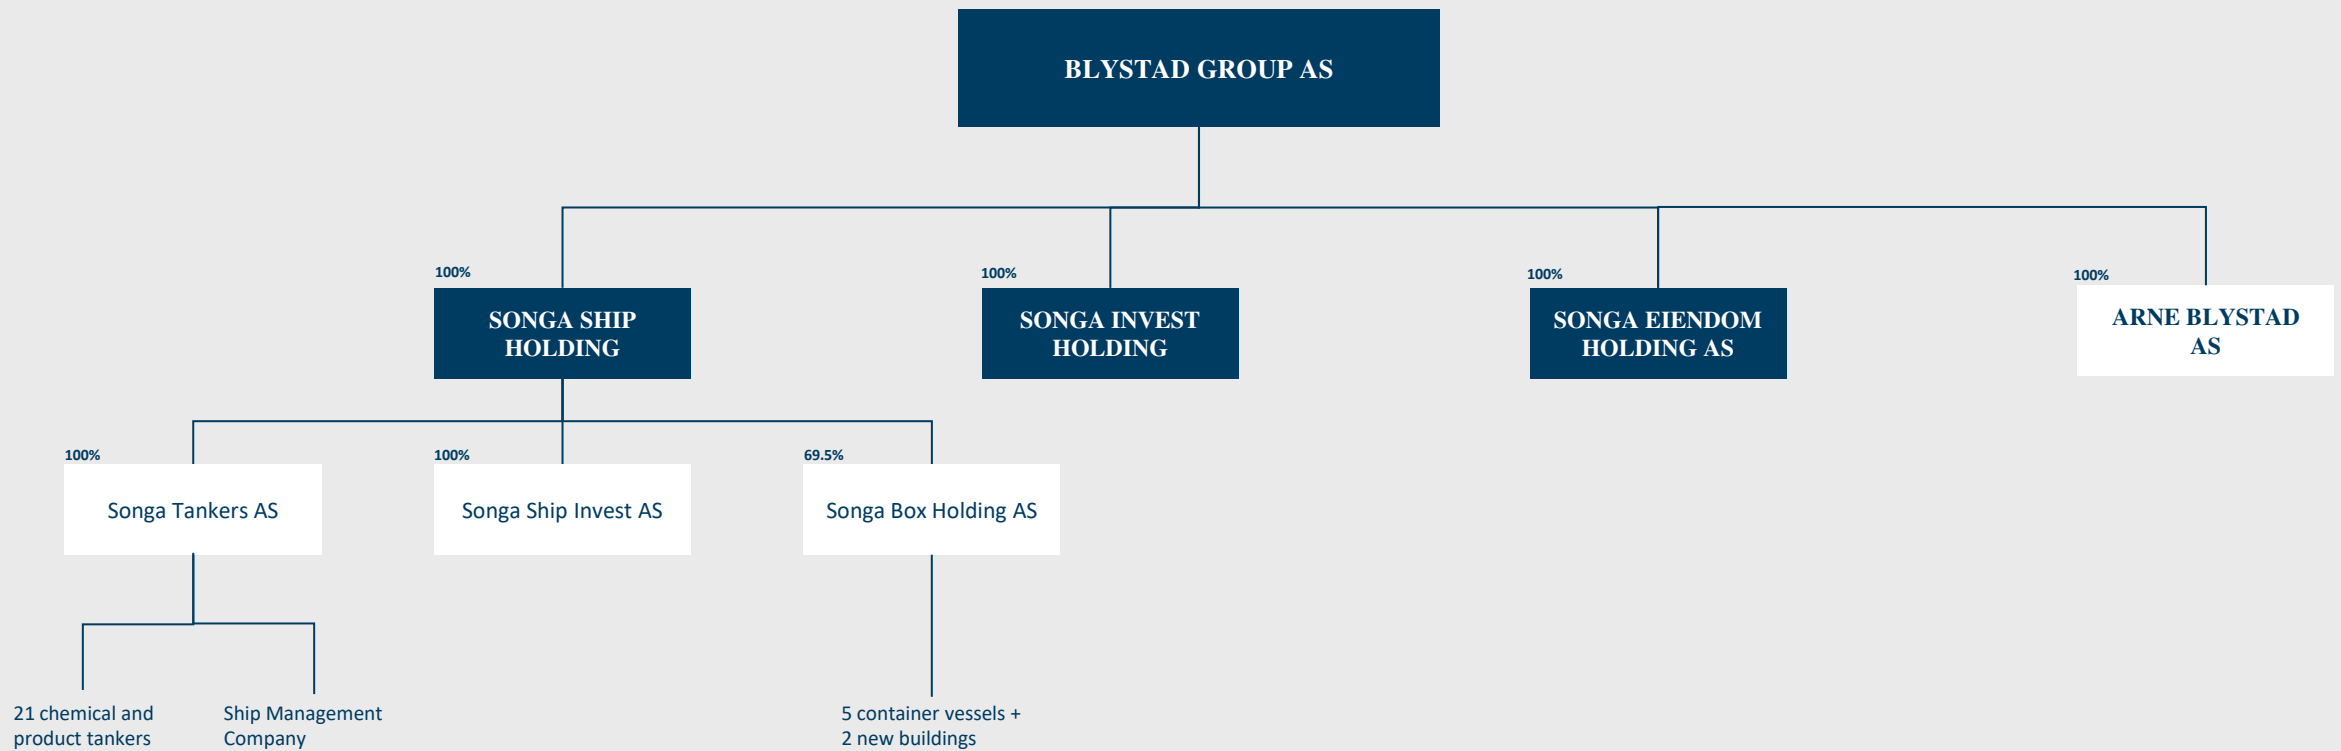 BLYSTAD GROUP AS
100%
100%
100%
100%
SONGA SHIP
HOLDING
SONGA INVEST
HOLDING
SONGA EIENDOM
HOLDING AS
ARNE BLYSTAD
AS
100%
100%
69.5%
Songa Tankers AS
Songa Ship Invest AS
Songa Box Holding AS
21 chemical and
product tankers
Ship Management
Company
5 container vessels +
2 new buildings